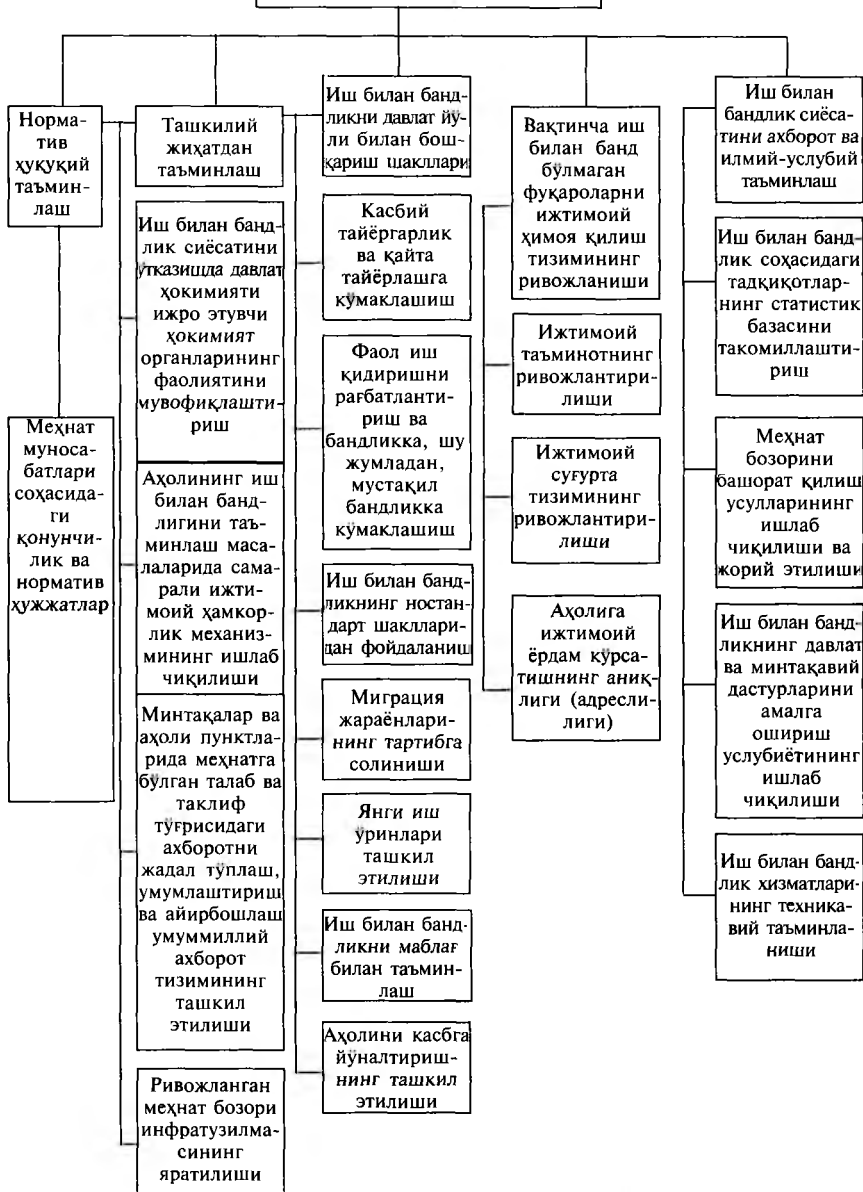 Норма-
тив
ҳуқуқий
таъмин-
лаш
Меҳнат
муноса-
батлари
соҳасида-
ги
қонунчи-
лик ва
норматив
ҳужжатлар
Ташкилий
жиҳатдан
таъминлаш
Иш билан банд-
лик сиёсатини
ўтказишда давлат
ҳокимияти
ижро этувчи
ҳокимият
органларининг
фаолиятини
мувофиқлашти-
риш
Аҳолининг иш
билан банд-
лигини таъ-
минлаш маса-
лаларида сама-
рали ижти-
моий ҳамкор-
лик механиз-
мининг ишлаб
чиқилиши
Минтақалар ва
аҳоли пунктла-
рида меҳнатга
бўлган талаб ва
таклиф
тўғрисидаги
ахборотни
жадал тўплаш,
умумлаштириш
ва айирбошлаш
умуммиллий
ахборот
тизимининг
ташкил
этилиши
Ривожланган
меҳнат бозори
инфратузилма-
сининг
яратилиши
Иш билан банд-
ликни давлат йў-
ли билан бош-
қариш шакллари
Касбий
тайёргарлик
ва қайта
тайёрлашга
кўмаклашиш
Фаол иш
қидиришни
рағбатланти-
риш ва
бандликка, шу
жумладан,
мустақил
бандликка
кўмаклашиш
Иш билан банд-
ликнинг ностан-
дарт шакллари-
дан фойдаланиш
Миграция
жараёнлари-
нинг тартибга
солиниши
Янги иш
ўринлари
ташкил
этилиши
Иш билан банд-
ликни маблағ
билан таъмин-
лаш
Аҳолини касбга
йўналтириш-
нинг ташкил
этилиши
Вақтинча иш
билан банд
бўлмаган
фуқароларни
ижтимоий
ҳимоя қилиш
тизимининг
ривожланиши
Ижтимоий
таъминотнинг
ривожлантири-
лиши
Ижтимоий
суғурта
тизимининг
ривожлантири-
лиши
Аҳолига
ижтимоий
ёрдам кўрса-
тишнинг аниқ-
лиги (адресли-
лиги)
Иш билан
бандлик сиёса-
тини ахборот ва
илмий-услубий
таъминлаш
Иш билан банд-
лик соҳасидаги
тадқиқотлар-
нинг статистик
базасини
такомиллашти-
риш
Меҳнат
бозорини
башорат қилиш
усулларининг
ишлаб
чиқилиши ва
жорий этилиши
Иш билан банд-
ликнинг давлат
ва минтақавий
дастурларини
амалга
ошириш
услубиётининг
ишлаб
чиқилиши
Иш билан банд-
лик хизматлари-
нинг техника-
вий таъминла-
ниши